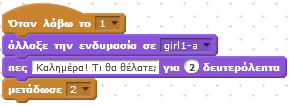 Όταν λάβω το 1
άλλαξε την ενδυμασία σε girl1-a
πες Καλημέρα! Τι θα θέλατε; για 2 δευτερόλεπτα
μετάδωσε 2